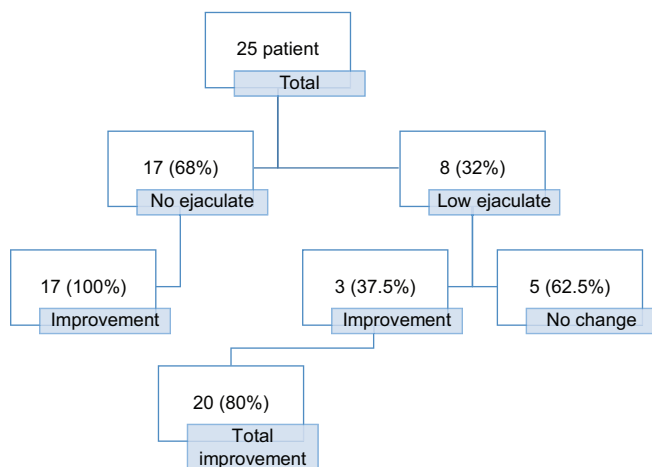 25 patient
Total
17 (68%)
No ejaculate
8 (32%)
Low ejaculate
17 (100%)
Improvement
3 (37.5%)
Improvement
5 (62.5%)
No change
20 (80%)
Total
improvement